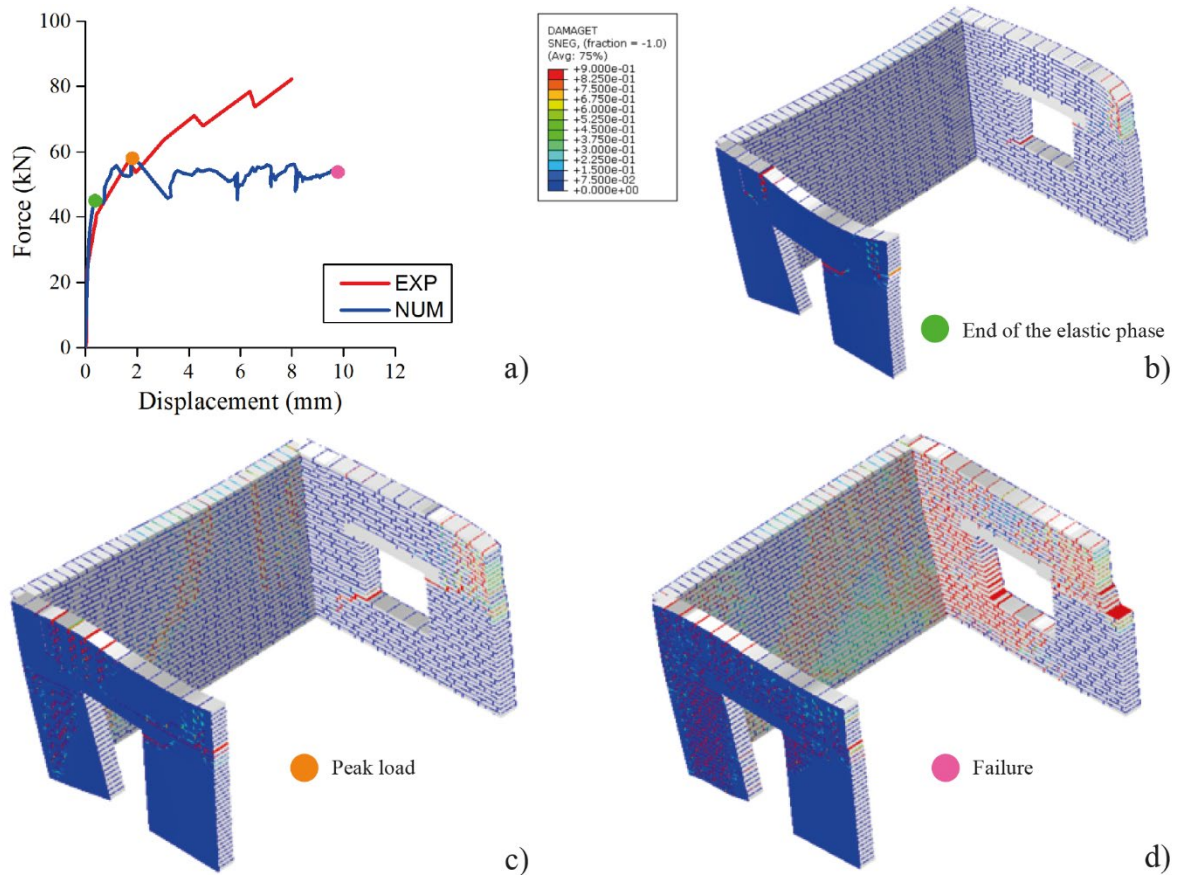 100
80
60
40
20
0
Force (kN)
0 2 4 6 8 10 12
Displacement (mm)
EXP
NUM
a)
DAMAGET
SNEG, (fraction = -1.0)
(Avg: 75%)
+9.000e-01
+8.250e-01
+7.500e-01
+6.750e-01
+6.000e-01
+5.250e-01
+4.500e-01
+3.750e-01
+3.000e-01
+2.250e-01
+1.500e-01
+7.500e-02
+0.000e+00
End of the elastic phase
b)
Peak load
c)
Failure
d)